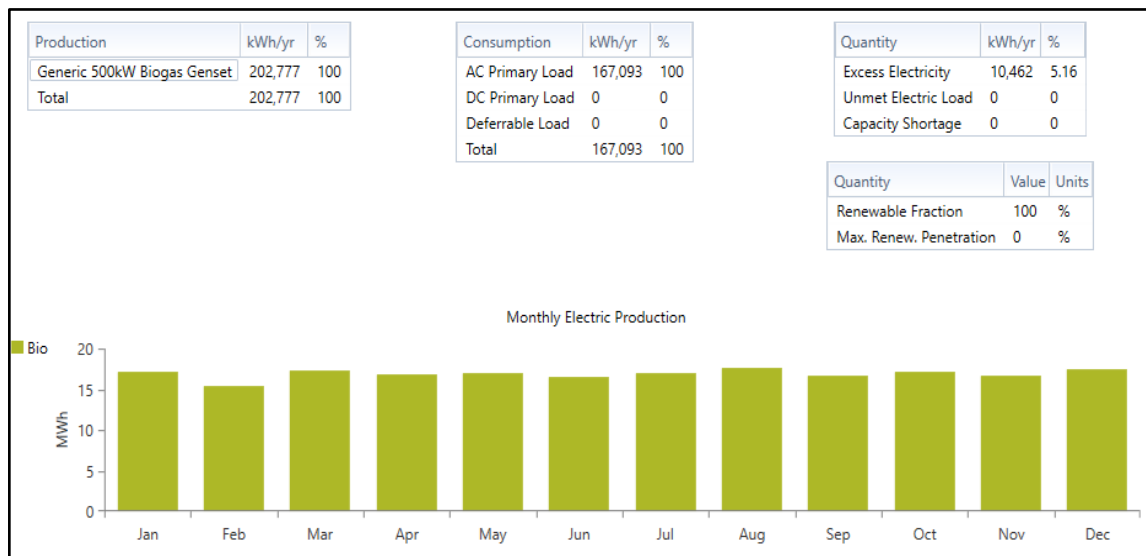 Production kWh/yr %
Generic 500kW Biogas Genset 202,777 100
Total 202,777 100
Consumption kWh/yr %
AC Primary Load 167,093 100
DC Primary Load 0 0
Deferrable Load 0 0
Total 167,093 100
Quantity kWh/yr %
Excess Electricity 10,462 5.16
Unmet Electric Load 0 0
Capacity Shortage 0 0
Quantity Value Units
Renewable Fraction 100 %
Max. Renew. Penetration 0 %
Monthly Electric Production
Bio
MWh
20
15
10
5
0
Jan Feb Mar Apr May Jun Jul Aug Sep Oct Nov Dec